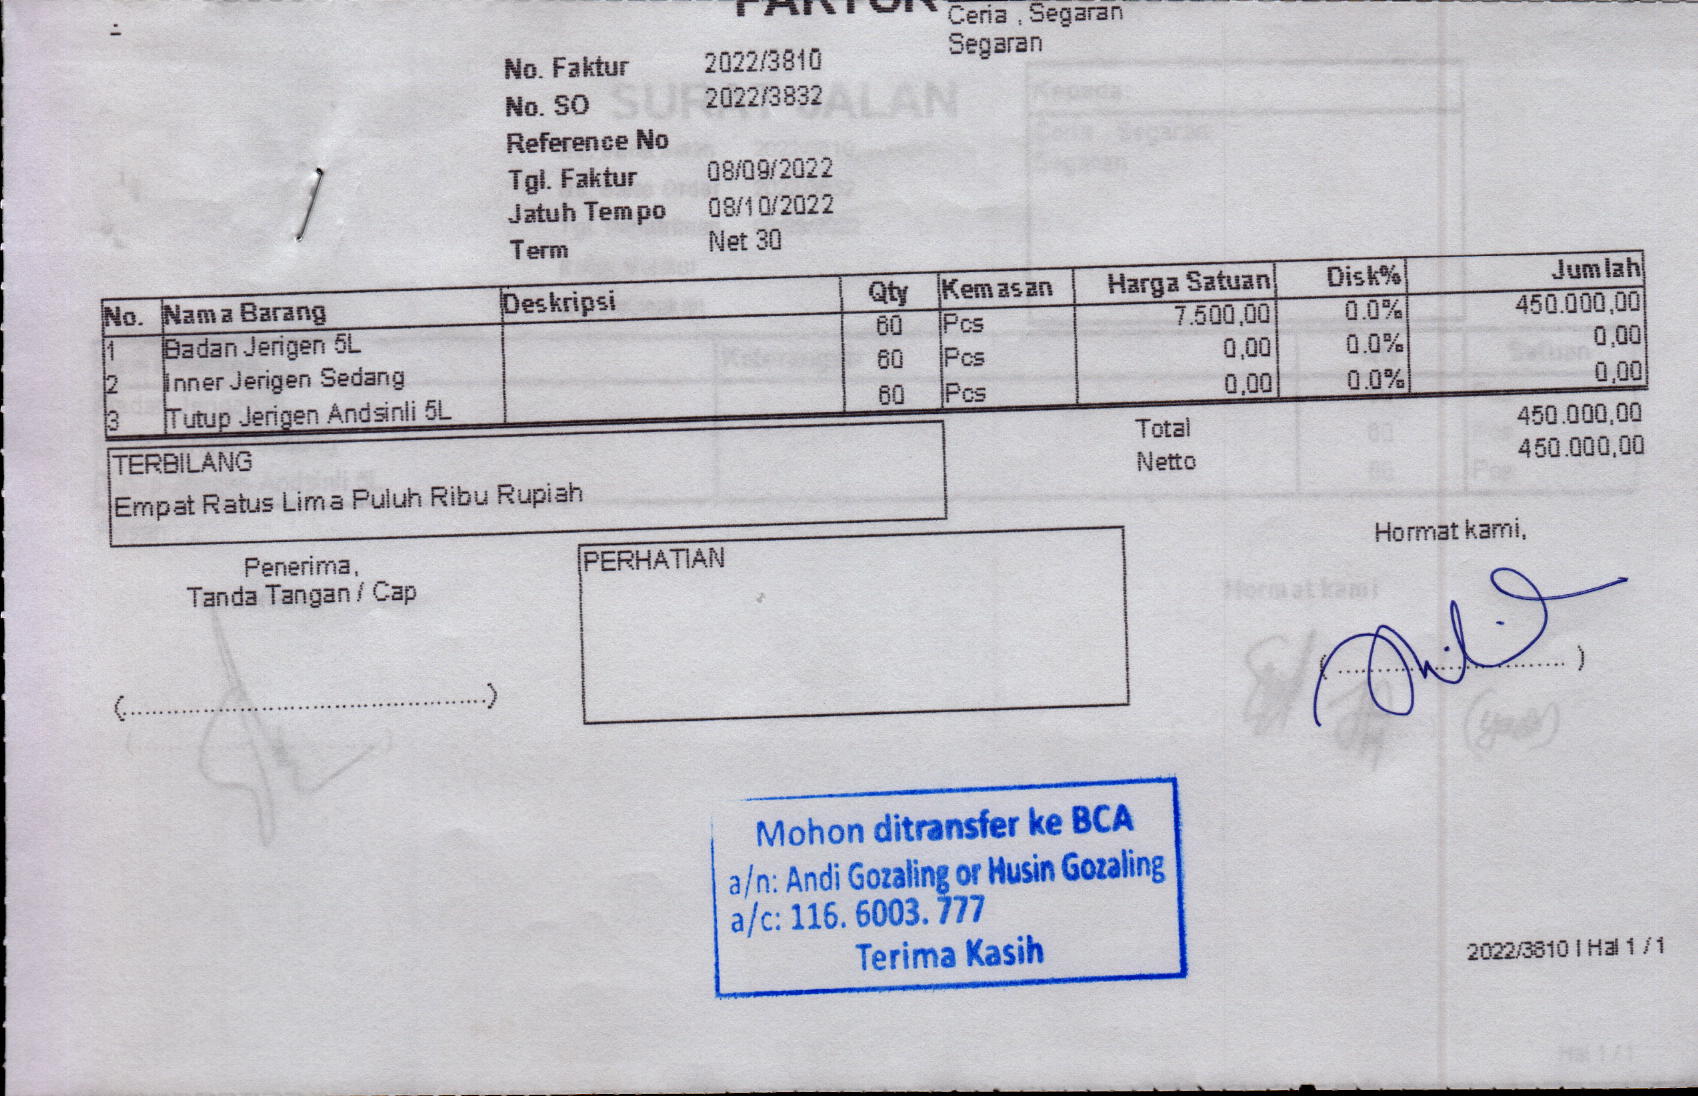 FAKTUR
Ceria , Segaran
Segaran
No. Faktur 2022/3810
No. SO 2022/3832
Reference No
Tgl. Faktur 08/09/2022
Jatuh Tempo 08/10/2022
Term Net 30
No. Nama Barang Deskripsi Qty Kemasan Harga Satuan Disk% Jumlah
1 Badan Jerigen 5L 60 Pcs 7.500,00 0.0% 450.000,00
2 Inner Jerigen Sedang 60 Pcs 0,00 0.0% 0,00
3 Tutup Jerigen Andsinli 5L 60 Pcs 0,00 0.0% 0,00
Total 450.000,00
Netto 450.000,00
TERBILANG
Empat Ratus Lima Puluh Ribu Rupiah
Penerima,
Tanda Tangan / Cap
PERHATIAN
Hormat kami,
Mohon ditransfer ke BCA
a/n: Andi Gozaling or Husin Gozaling
a/c: 116. 6003. 777
Terima Kasih
2022/3810 | Hal 1 / 1